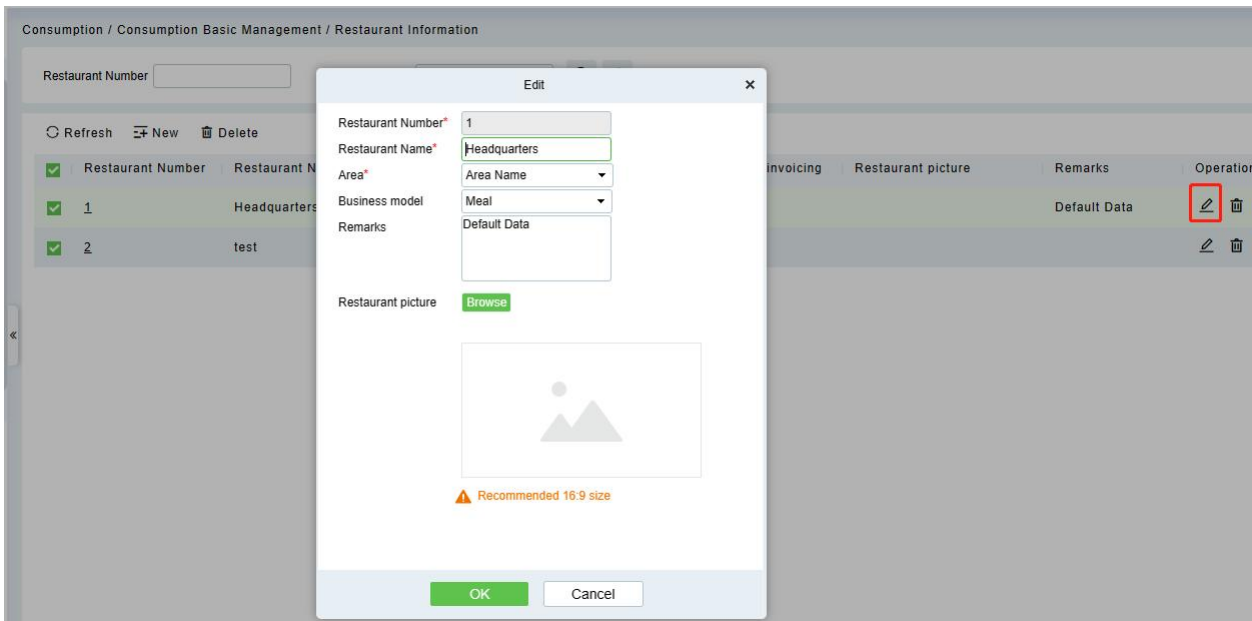 Consumption / Consumption Basic Management / Restaurant Information
Restaurant Number
Refresh New Delete
Restaurant Number Restaurant N invoicing Restaurant picture Remarks Operation
1 Headquarters Default Data
2 test
Edit
Restaurant Number* 1
Restaurant Name* Headquarters
Area* Area Name
Business model Meal
Remarks Default Data
Restaurant picture Browse
Recommended 16:9 size
OK Cancel